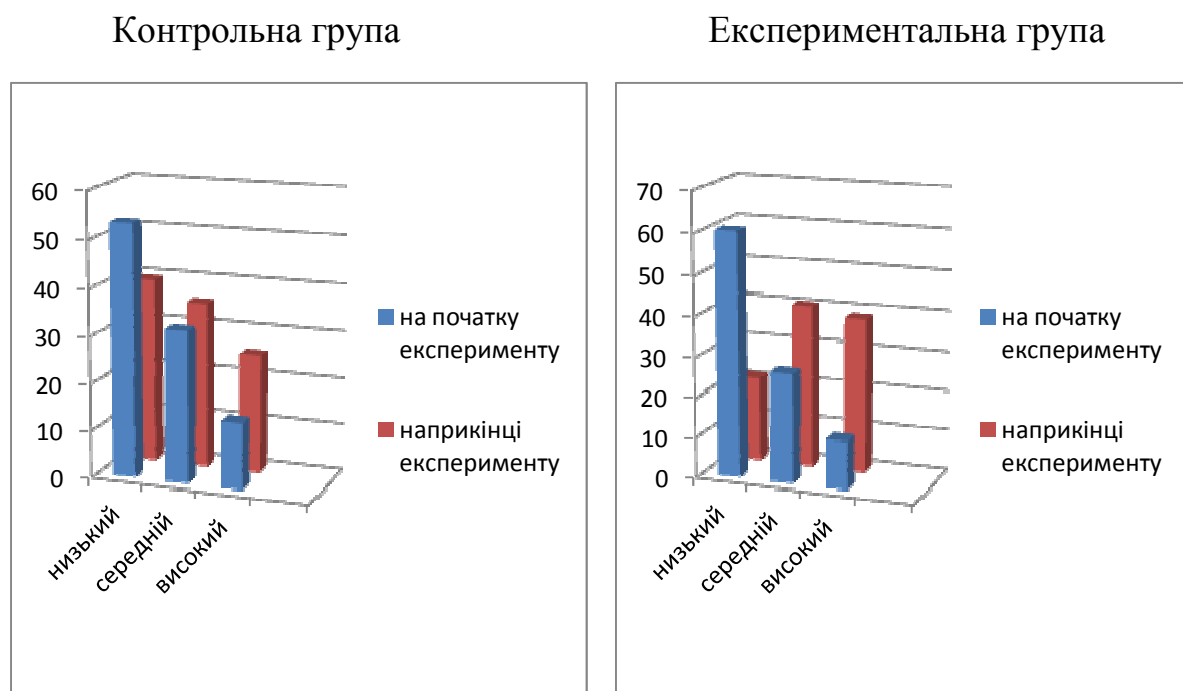 Контрольна група
Експериментальна група
60
50
40
30
20
10
0
низький
середній
високий
на початку
експерименту
наприкінці
експерименту
70
60
50
40
30
20
10
0
низький
середній
високий
на початку
експерименту
наприкінці
експерименту